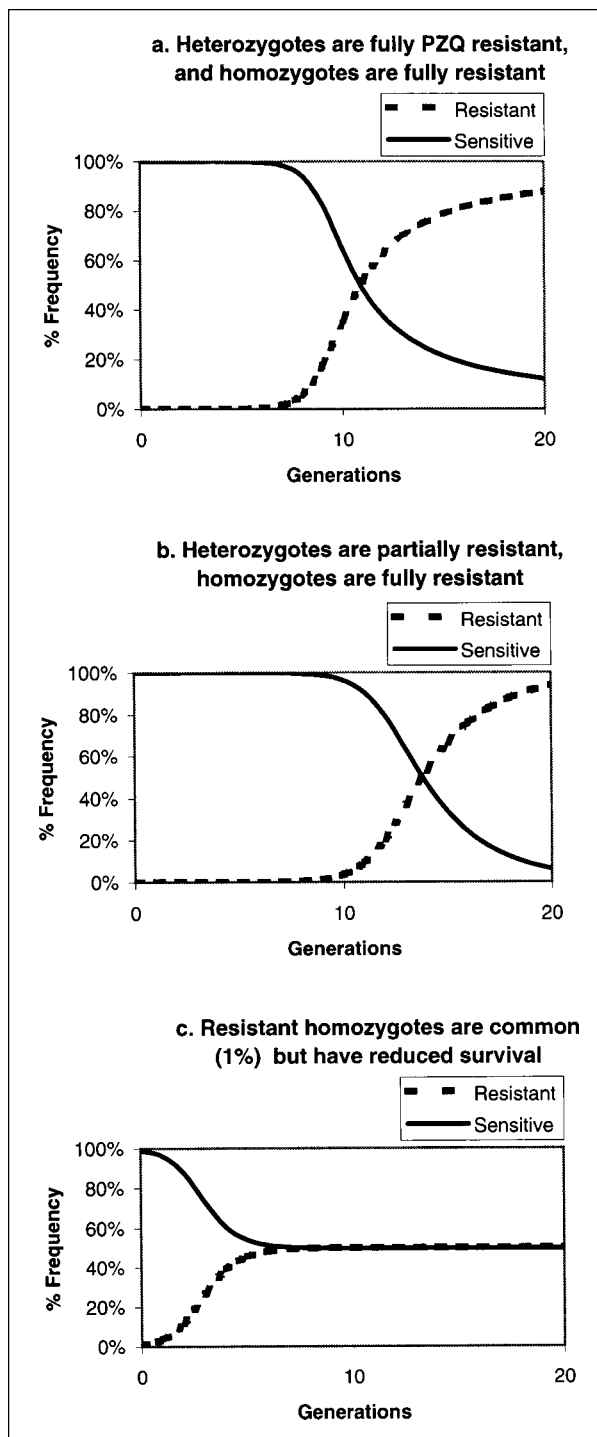 a. Heterozygotes are fully PZQ resistant,
and homozygotes are fully resistant
Resistant
Sensitive
100%
80%
60%
40%
20%
0%
% Frequency
0
10
20
Generations
b. Heterozygotes are partially resistant,
homozygotes are fully resistant
Resistant
Sensitive
100%
80%
60%
40%
20%
0%
% Frequency
0
10
20
Generations
c. Resistant homozygotes are common
(1%) but have reduced survival
Resistant
Sensitive
100%
80%
60%
40%
20%
0%
% Frequency
0
10
20
Generations